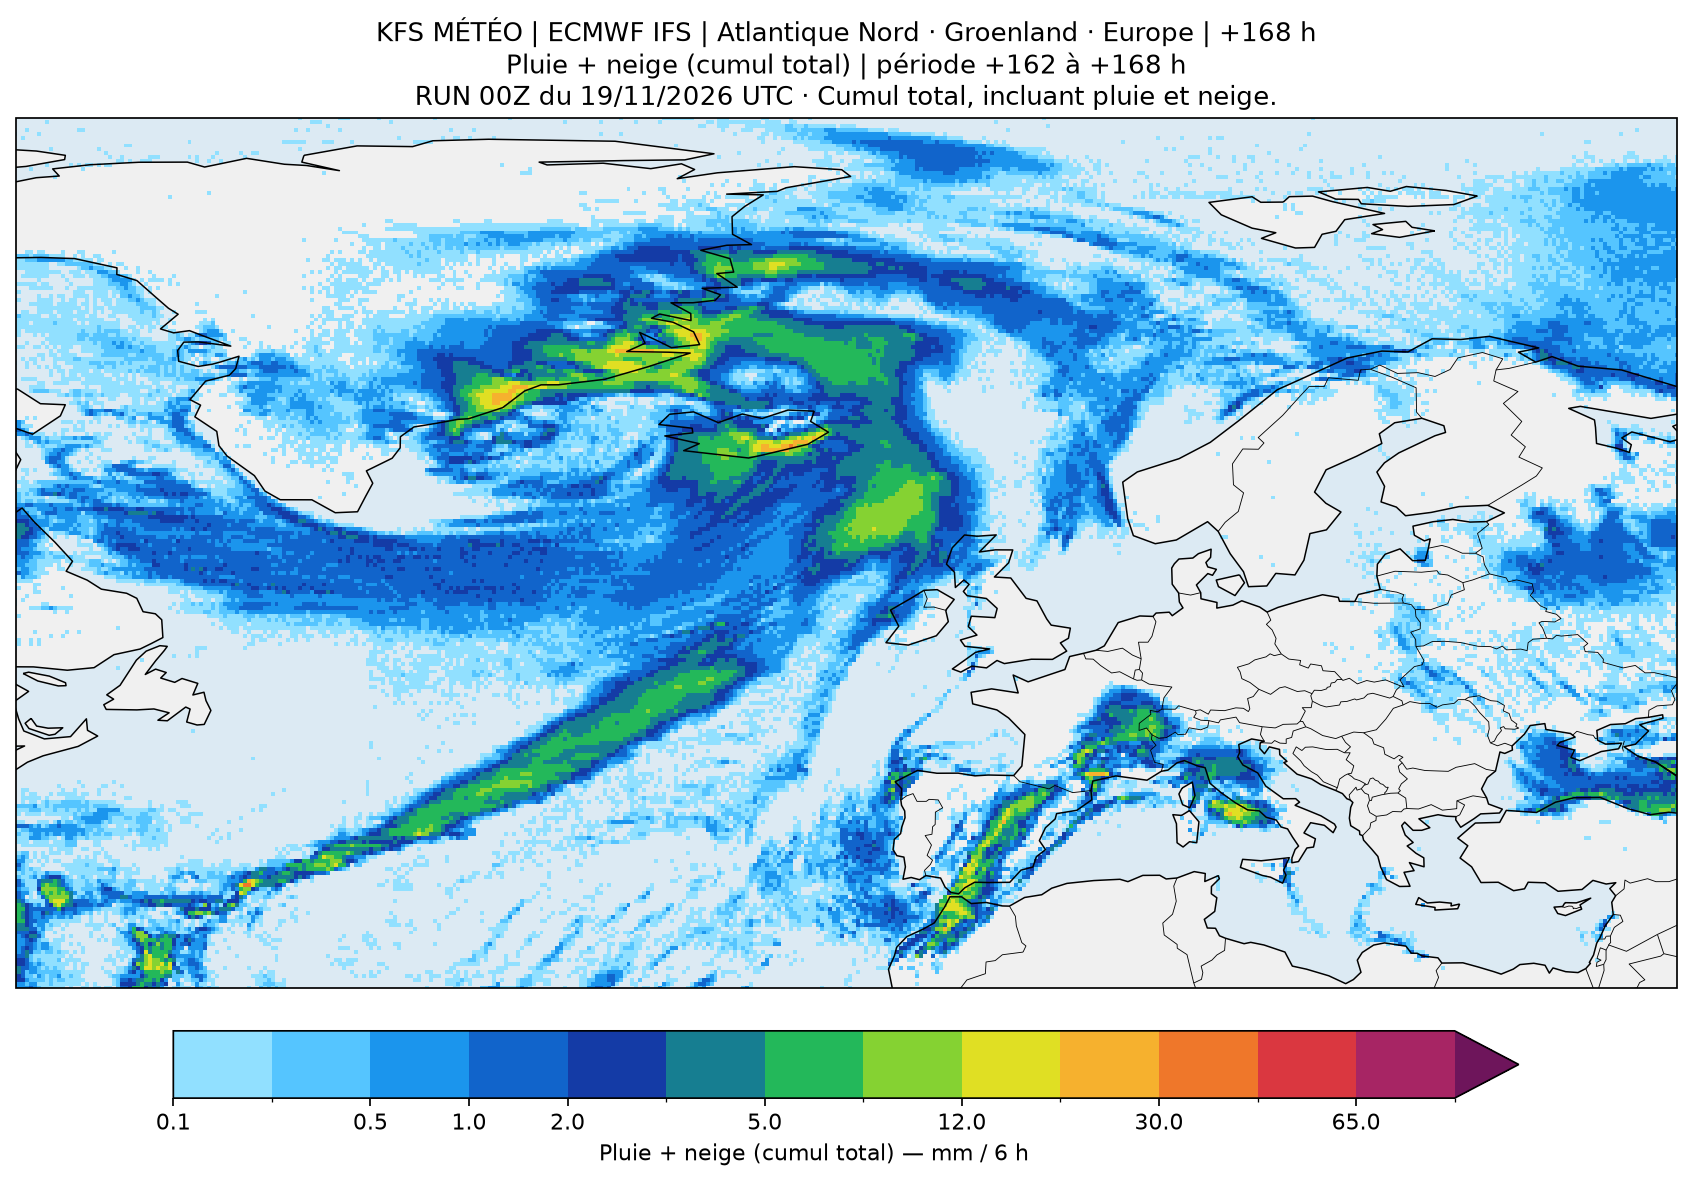 KFS MÉTÉO | ECMWF IFS | Atlantique Nord · Groenland · Europe | +168 h
Pluie + neige (cumul total) | période +162 à +168 h
RUN 00Z du 19/11/2026 UTC · Cumul total, incluant pluie et neige.
0.1 0.5 1.0 2.0 5.0 12.0 30.0 65.0
Pluie + neige (cumul total) — mm / 6 h